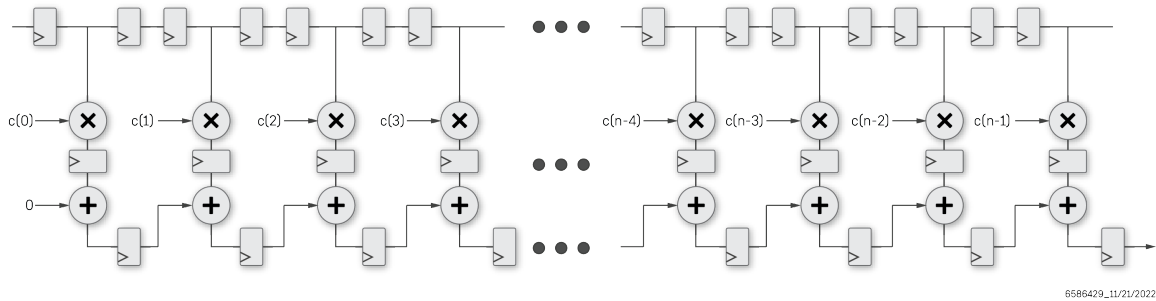 c(0) c(1) c(2) c(3) c(n-4) c(n-3) c(n-2) c(n-1)
0
6586429_11/21/2022